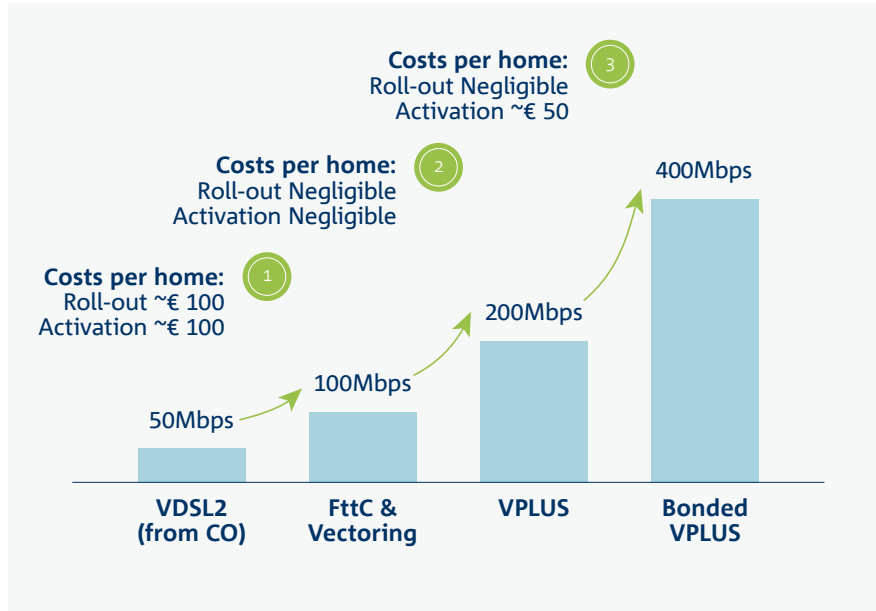 Costs per home:
Roll-out Negligible
Activation ~€ 50
3
Costs per home:
Roll-out Negligible
Activation Negligible
2
Costs per home:
Roll-out ~€ 100
Activation ~€ 100
1
50Mbps
100Mbps
200Mbps
400Mbps
VDSL2
(from CO)
FttC &
Vectoring
VPLUS
Bonded
VPLUS